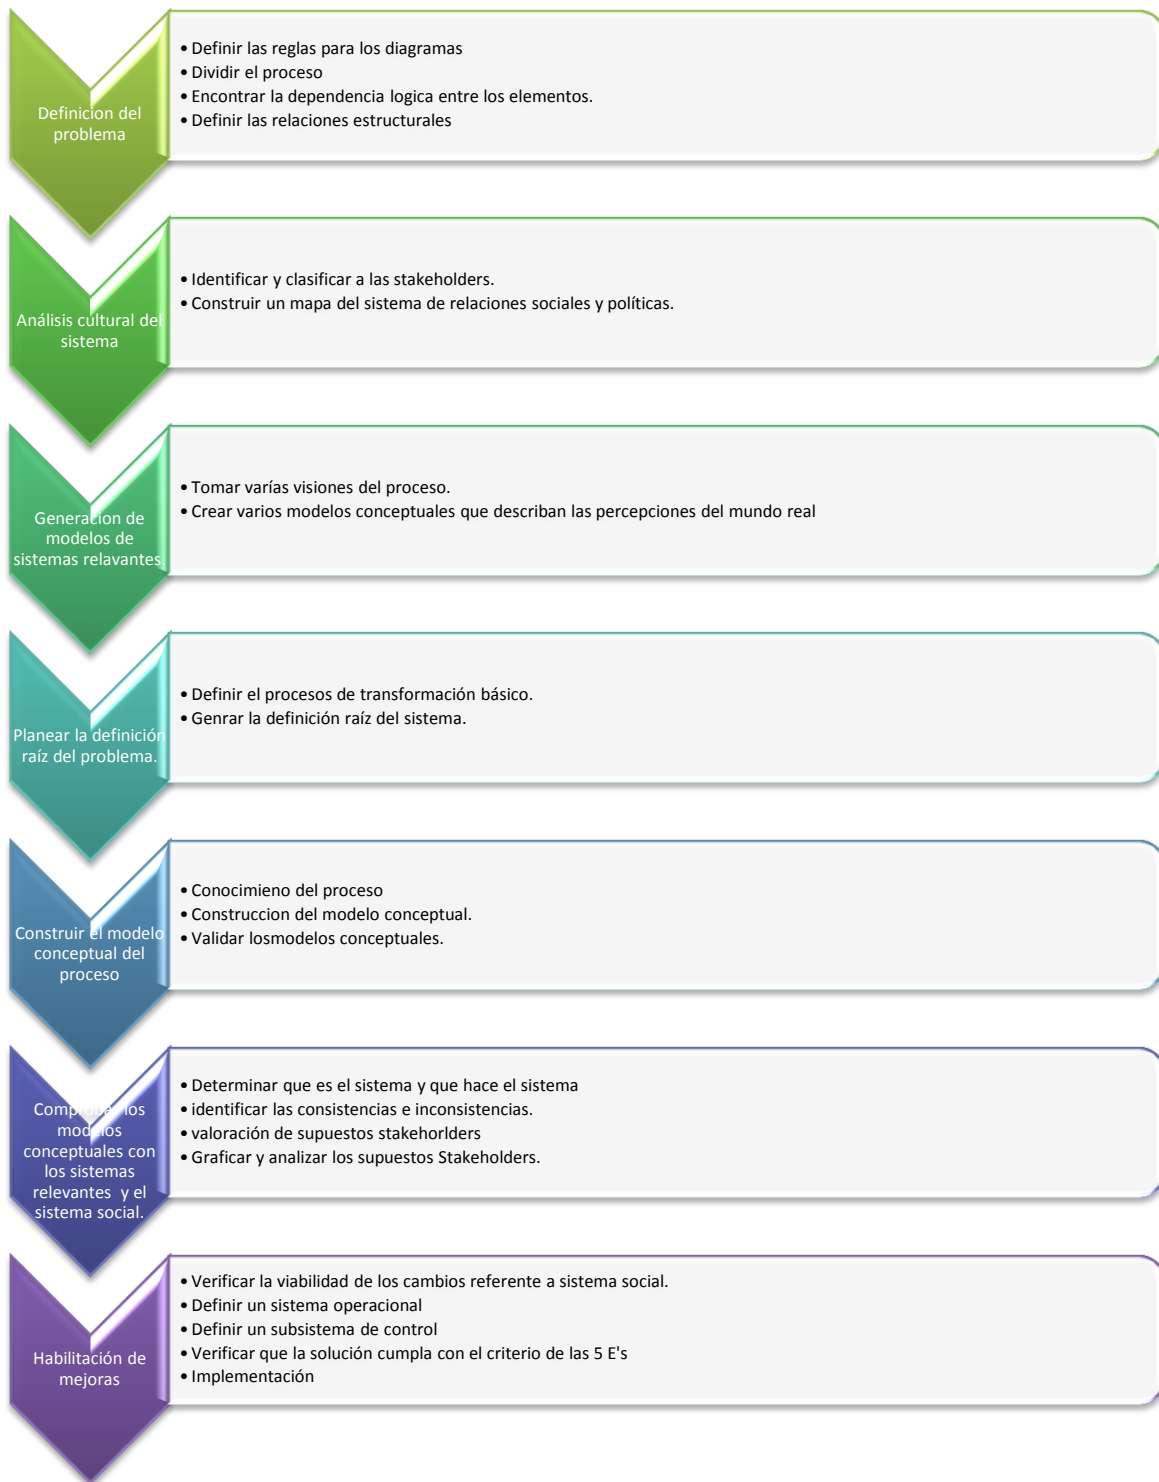 Definicion del
problema
• Definir las reglas para los diagramas
• Dividir el proceso
• Encontrar la dependencia logica entre los elementos.
• Definir las relaciones estructurales
Análisis cultural del
sistema
• Identificar y clasificar a las stakeholders.
• Construir un mapa del sistema de relaciones sociales y políticas.
Generacion de
modelos de
sistemas relavantes.
• Tomar varías visiones del proceso.
• Crear varios modelos conceptuales que describan las percepciones del mundo real
Planear la definición
raíz del problema.
• Definir el procesos de transformación básico.
• Genrar la definición raíz del sistema.
Construir el modelo
conceptual del
proceso
• Conocimieno del proceso
• Construccion del modelo conceptual.
• Validar losmodelos conceptuales.
Comprobar los
modelos
conceptuales con
los sistemas
relevantes y el
sistema social.
• Determinar que es el sistema y que hace el sistema
• identificar las consistencias e inconsistencias.
• valoración de supuestos stakehorlders
• Graficar y analizar los supuestos Stakeholders.
Habilitación de
mejoras
• Verificar la viabilidad de los cambios referente a sistema social.
• Definir un sistema operacional
• Definir un subsistema de control
• Verificar que la solución cumpla con el criterio de las 5 E's
• Implementación